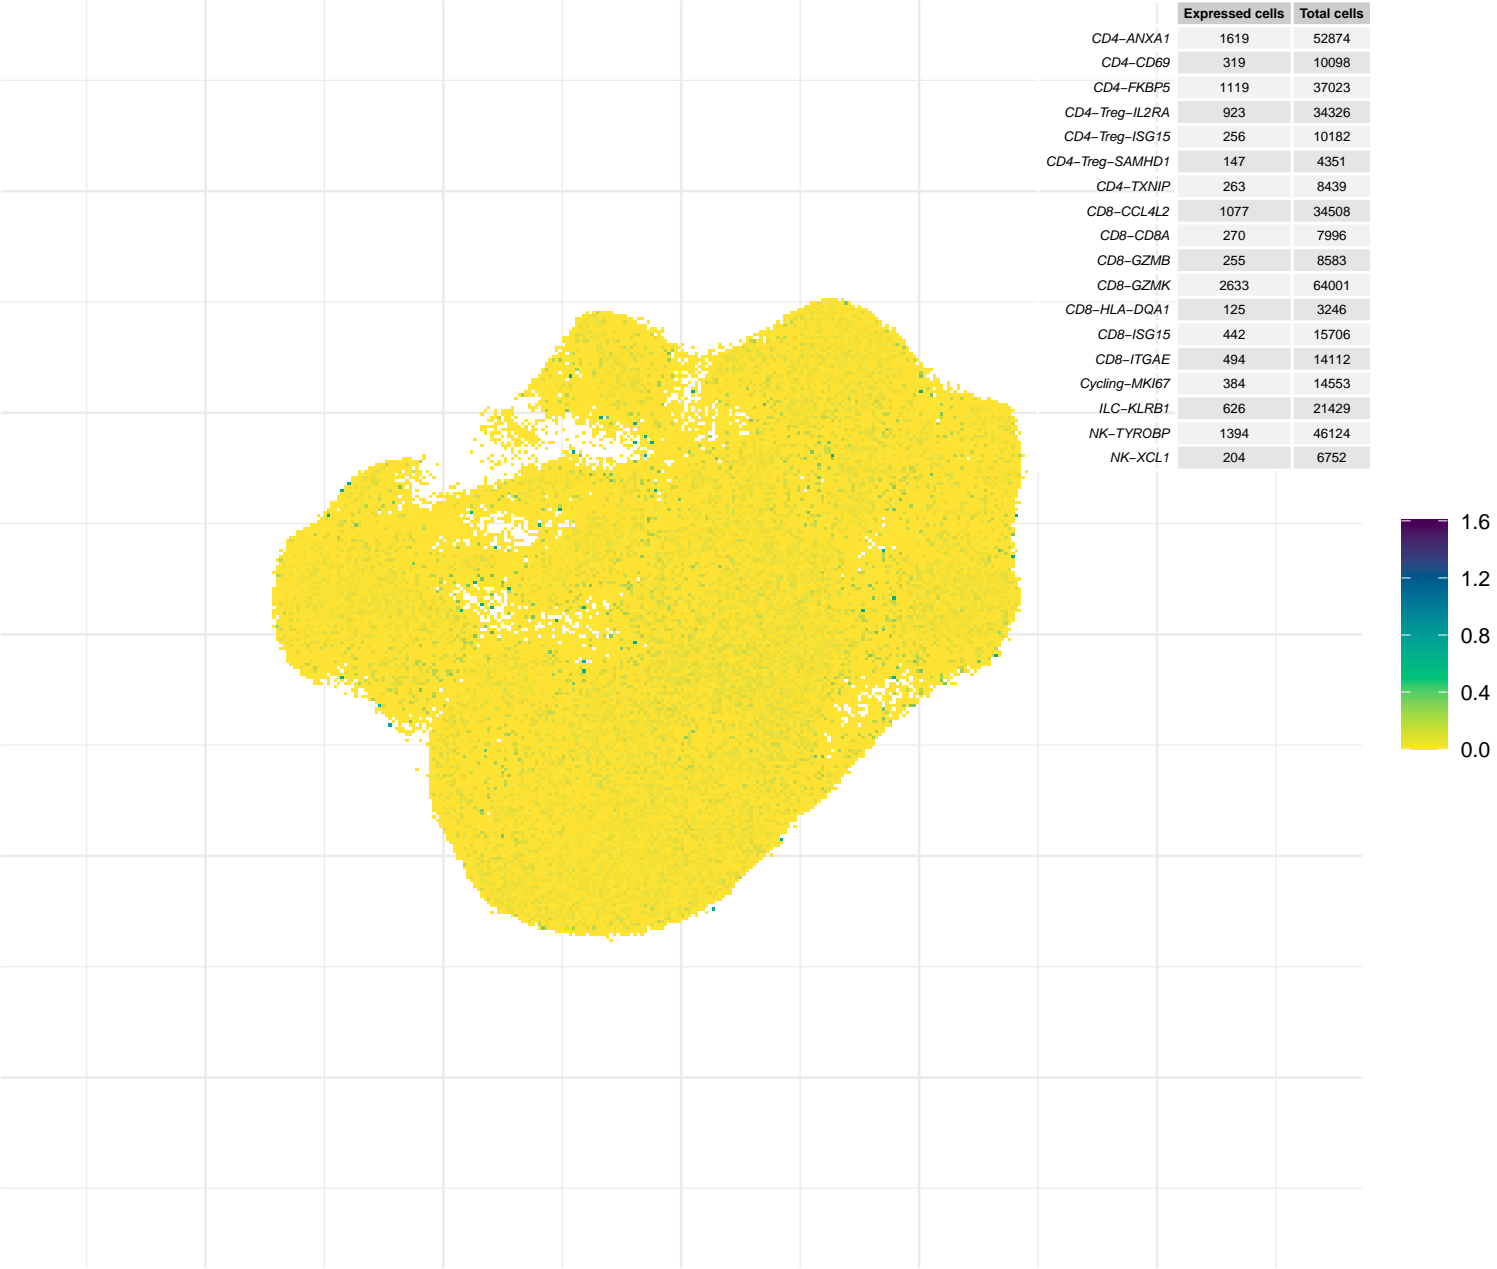 Expressed cells Total cells
CD4−ANXA1 1619 52874
CD4−CD69 319 10098
CD4−FKBP5 1119 37023
CD4−Treg−IL2RA 923 34326
CD4−Treg−ISG15 256 10182
CD4−Treg−SAMHD1 147 4351
CD4−TXNIP 263 8439
CD8−CCL4L2 1077 34508
CD8−CD8A 270 7996
CD8−GZMB 255 8583
CD8−GZMK 2633 64001
CD8−HLA−DQA1 125 3246
CD8−ISG15 442 15706
CD8−ITGAE 494 14112
Cycling−MKI67 384 14553
ILC−KLRB1 626 21429
NK−TYROBP 1394 46124
NK−XCL1 204 6752
1.6
1.2
0.8
0.4
0.0